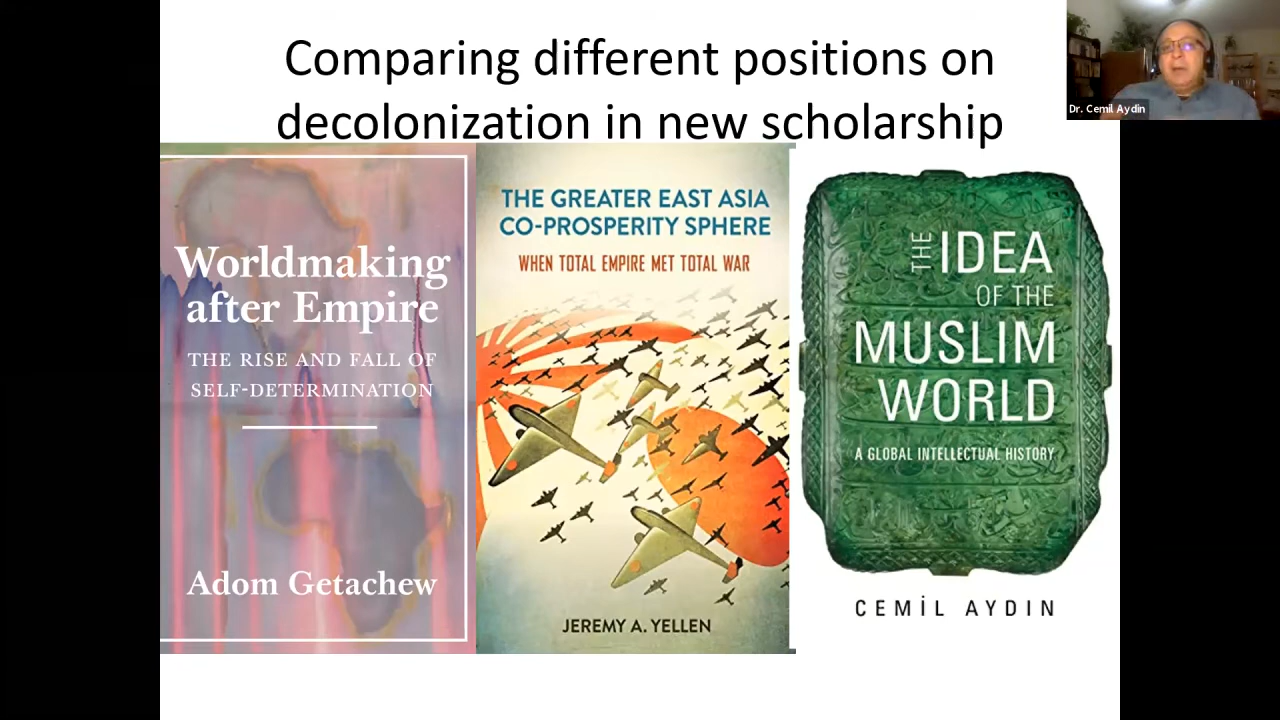 Comparing different positions on
decolonization in new scholarship
Dr. Cemil Aydin
Worldmaking
after Empire
THE RISE AND FALL OF
SELF-DETERMINATION
Adom Getachew
THE GREATER EAST ASIA
CO-PROSPERITY SPHERE
WHEN TOTAL EMPIRE MET TOTAL WAR
JEREMY A. YELLEN
THE IDEA
OF THE
MUSLIM
WORLD
A GLOBAL INTELLECTUAL HISTORY
CEMİL AYDIN